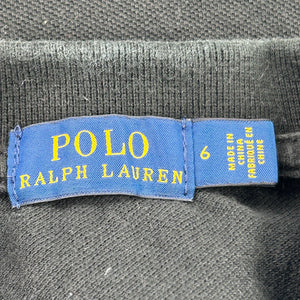 POLO
RALPH LAUREN
6
MADE IN
CHINA
FABRIQUÉ EN
CHINE